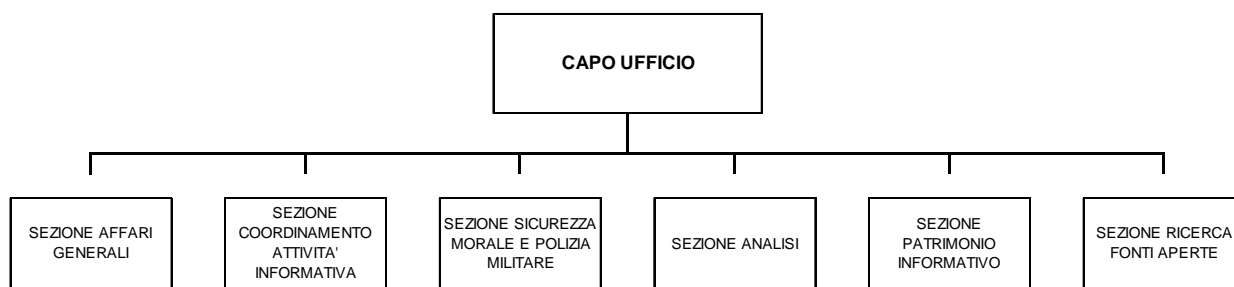 CAPO UFFICIO
SEZIONE AFFARI
GENERALI
SEZIONE
COORDINAMENTO
ATTIVITA'
INFORMATIVA
SEZIONE SICUREZZA
MORALE E POLIZIA
MILITARE
SEZIONE ANALISI
SEZIONE
PATRIMONIO
INFORMATIVO
SEZIONE RICERCA
FONTI APERTE